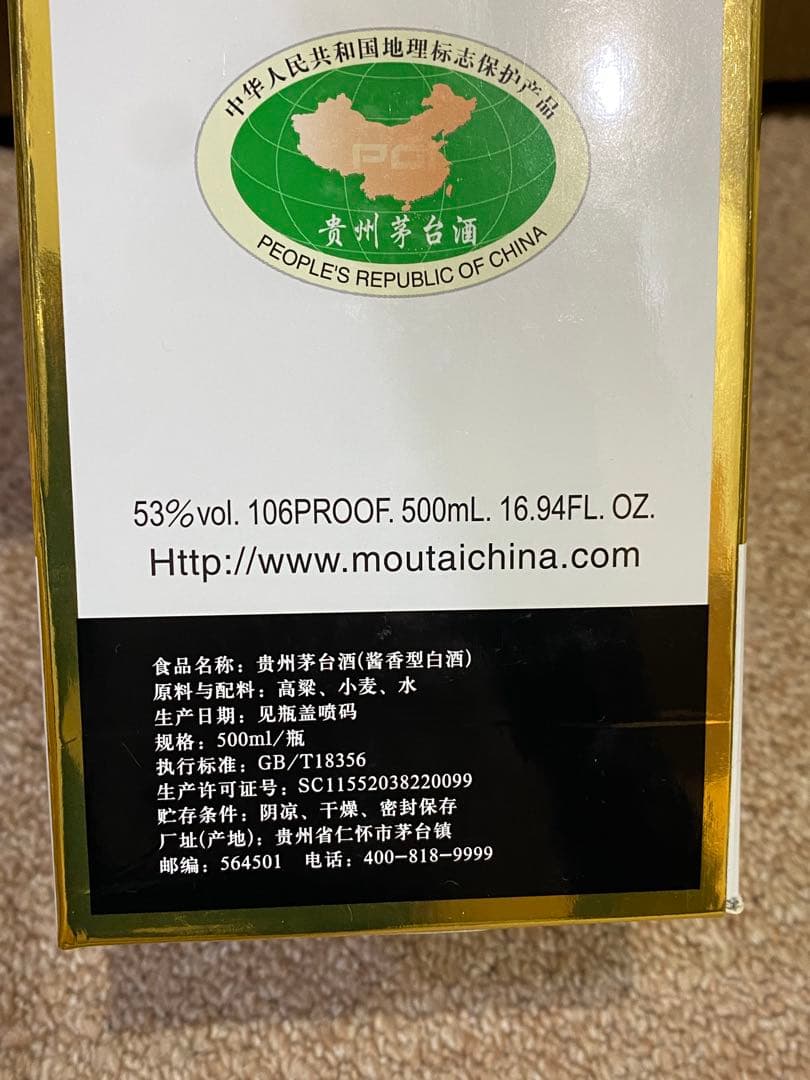 中华人民共和国地理标志保护产品
贵州茅台酒
PEOPLE'S REPUBLIC OF CHINA
53%vol. 106PROOF. 500mL. 16.94FL. OZ.
Http://www.moutaichina.com
食品名称：贵州茅台酒(酱香型白酒)
原料与配料：高粱、小麦、水
生产日期：见瓶盖喷码
规格：500ml/瓶
执行标准：GB/T18356
生产许可证号：SC11552038220099
贮存条件：阴凉、干燥、密封保存
厂址(产地)：贵州省仁怀市茅台镇
邮编：564501 电话：400-818-9999